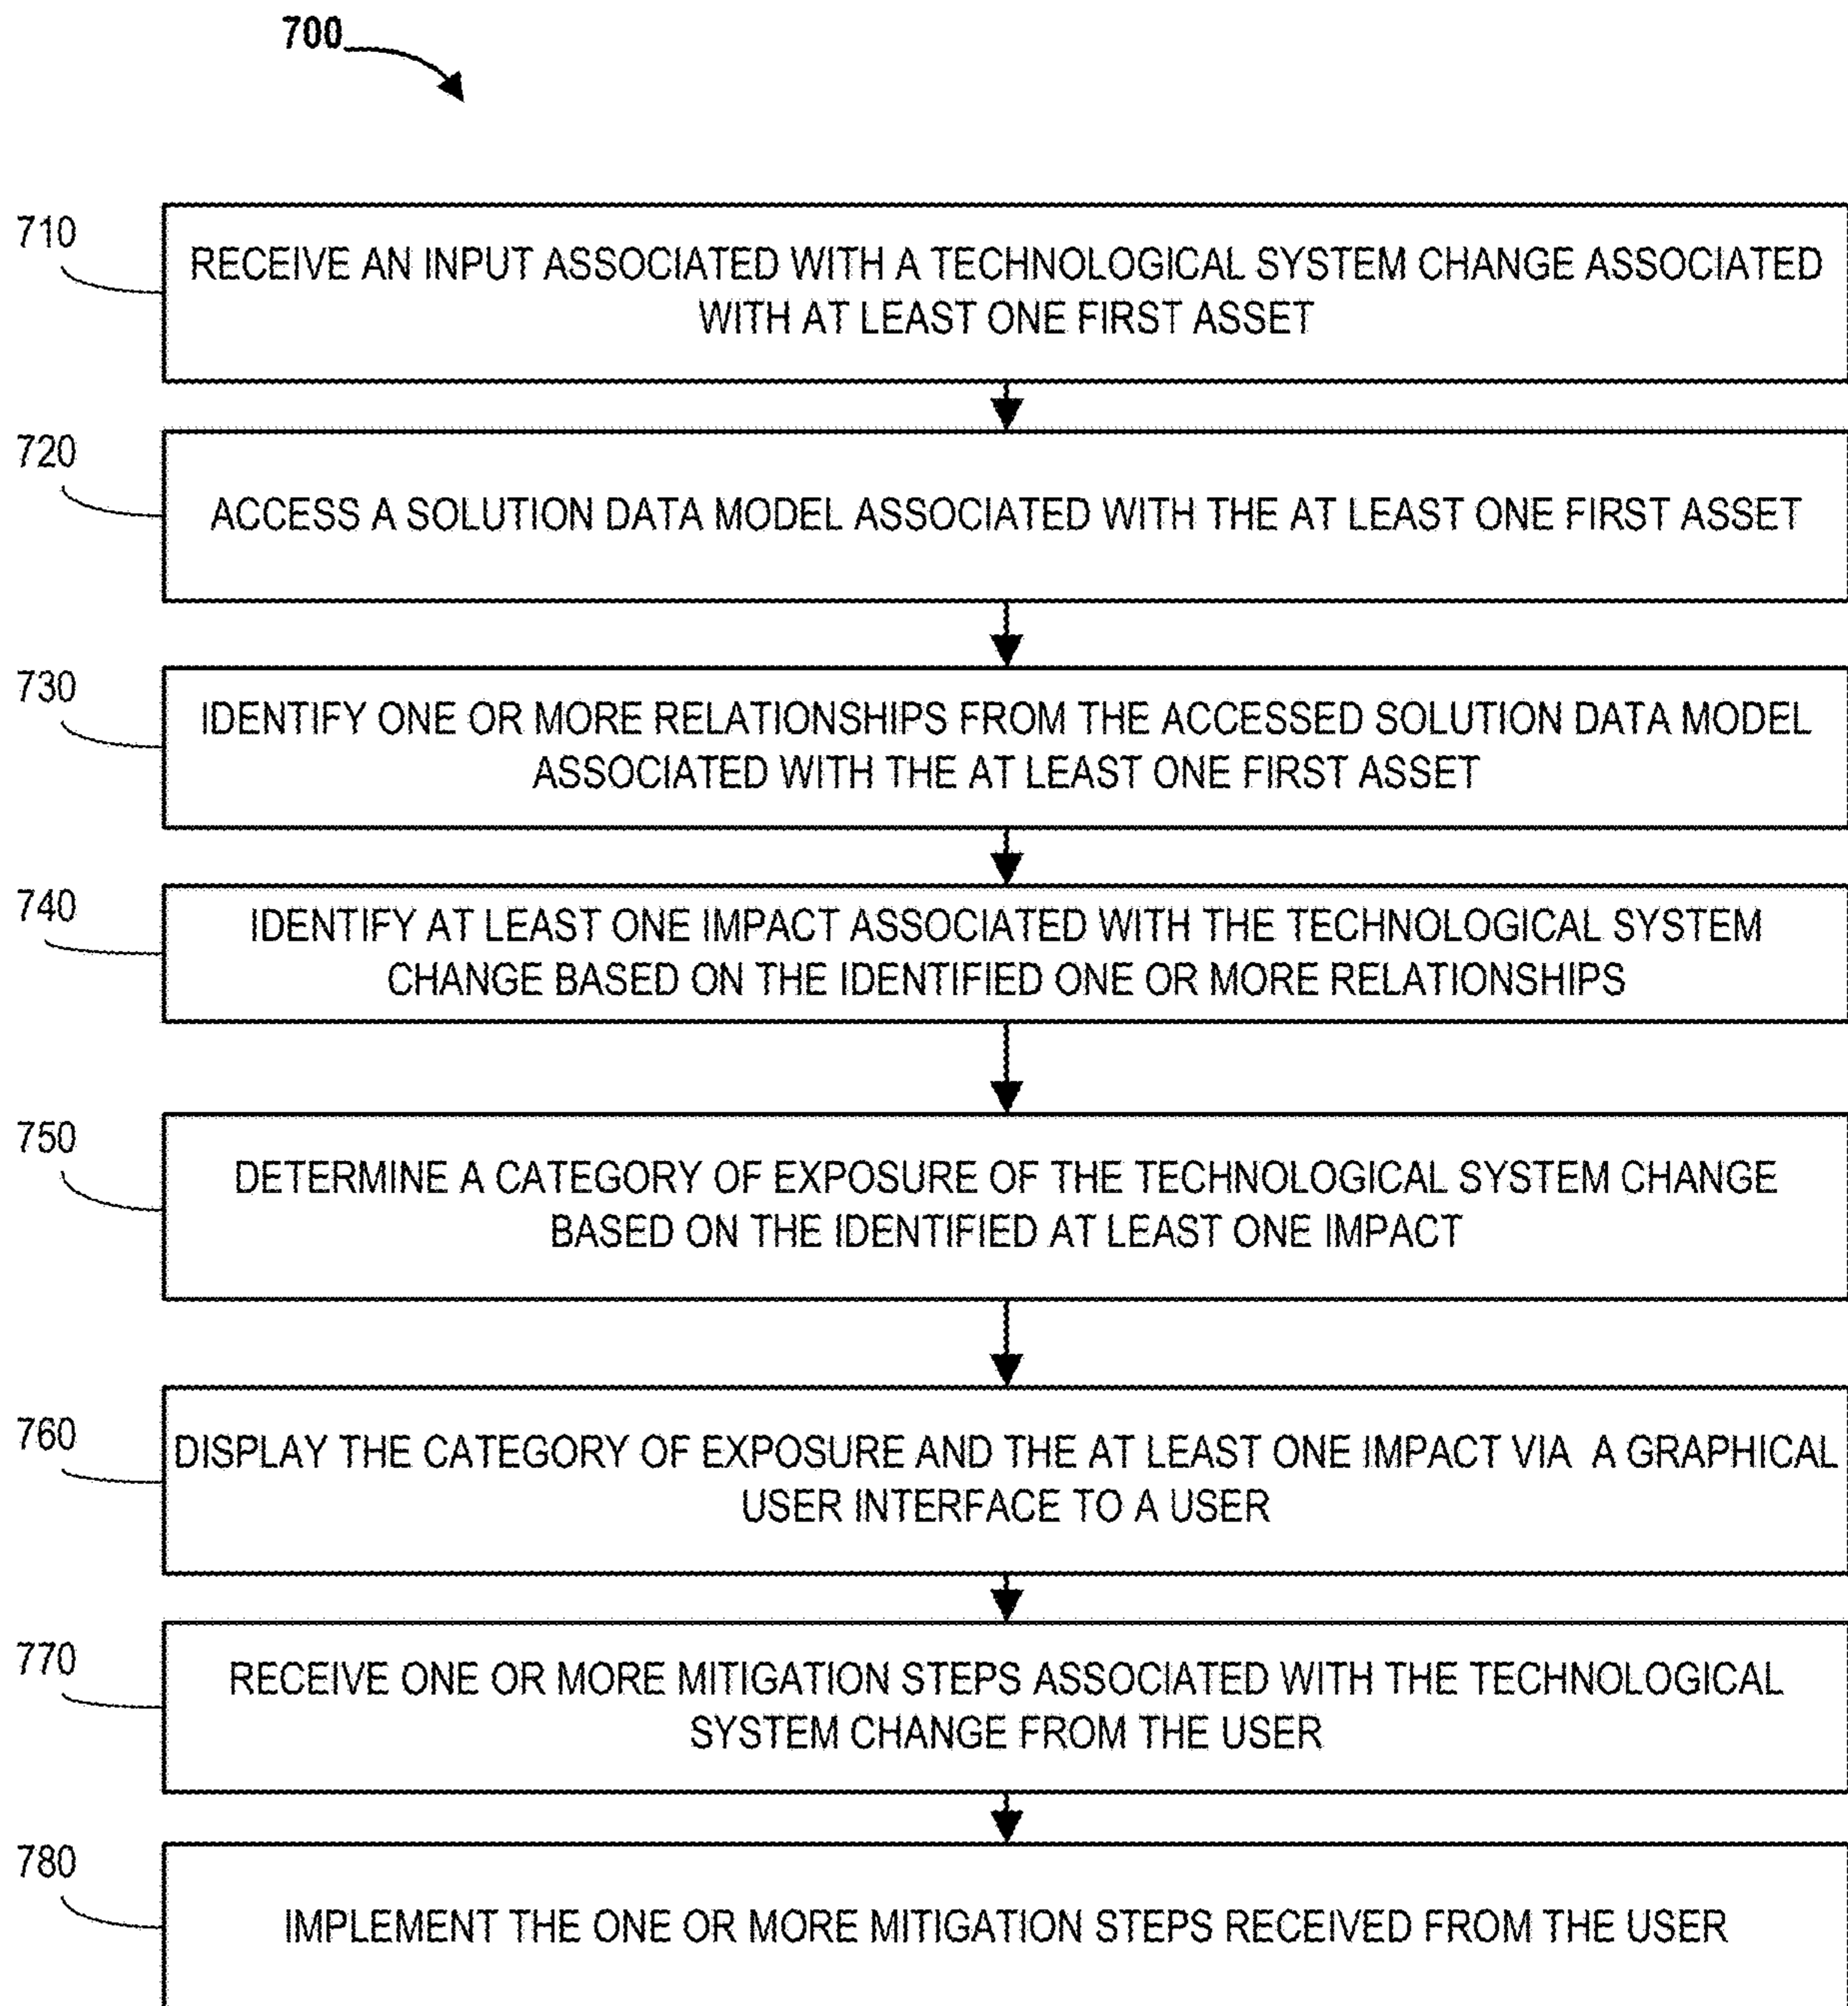 700
710
RECEIVE AN INPUT ASSOCIATED WITH A TECHNOLOGICAL SYSTEM CHANGE ASSOCIATED
WITH AT LEAST ONE FIRST ASSET
720
ACCESS A SOLUTION DATA MODEL ASSOCIATED WITH THE AT LEAST ONE FIRST ASSET
730
IDENTIFY ONE OR MORE RELATIONSHIPS FROM THE ACCESSED SOLUTION DATA MODEL
ASSOCIATED WITH THE AT LEAST ONE FIRST ASSET
740
IDENTIFY AT LEAST ONE IMPACT ASSOCIATED WITH THE TECHNOLOGICAL SYSTEM
CHANGE BASED ON THE IDENTIFIED ONE OR MORE RELATIONSHIPS
750
DETERMINE A CATEGORY OF EXPOSURE OF THE TECHNOLOGICAL SYSTEM CHANGE
BASED ON THE IDENTIFIED AT LEAST ONE IMPACT
760
DISPLAY THE CATEGORY OF EXPOSURE AND THE AT LEAST ONE IMPACT VIA A GRAPHICAL
USER INTERFACE TO A USER
770
RECEIVE ONE OR MORE MITIGATION STEPS ASSOCIATED WITH THE TECHNOLOGICAL
SYSTEM CHANGE FROM THE USER
780
IMPLEMENT THE ONE OR MORE MITIGATION STEPS RECEIVED FROM THE USER